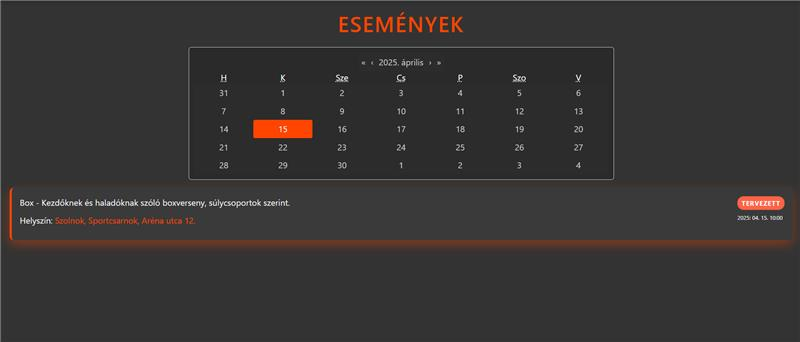 ESEMÉNYEK
« ‹ 2025. április › »
H K Sze Cs P Szo V
31 1 2 3 4 5 6
7 8 9 10 11 12 13
14 15 16 17 18 19 20
21 22 23 24 25 26 27
28 29 30 1 2 3 4
Box - Kezdőknek és haladóknak szóló boxverseny, súlycsoportok szerint.
TERVEZETT
Helyszín: Szolnok, Sportcsarnok, Aréna utca 12.
2025. 04. 15. 10:00